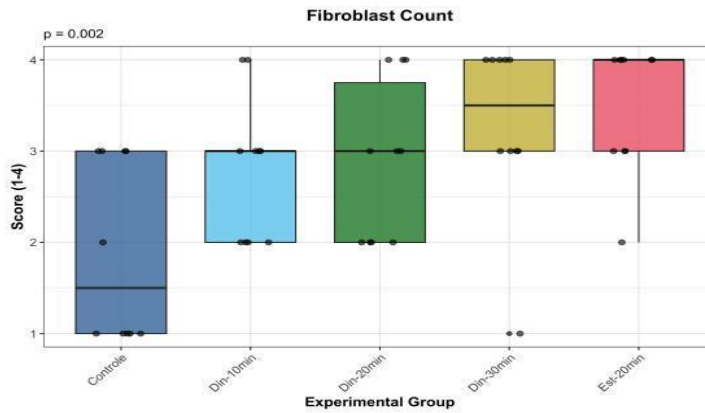 Fibroblast Count
p = 0.002
Score (1-4)
4
3
2
1
Controle
Din-10min
Din-20min
Din-30min
Est-20min
Experimental Group